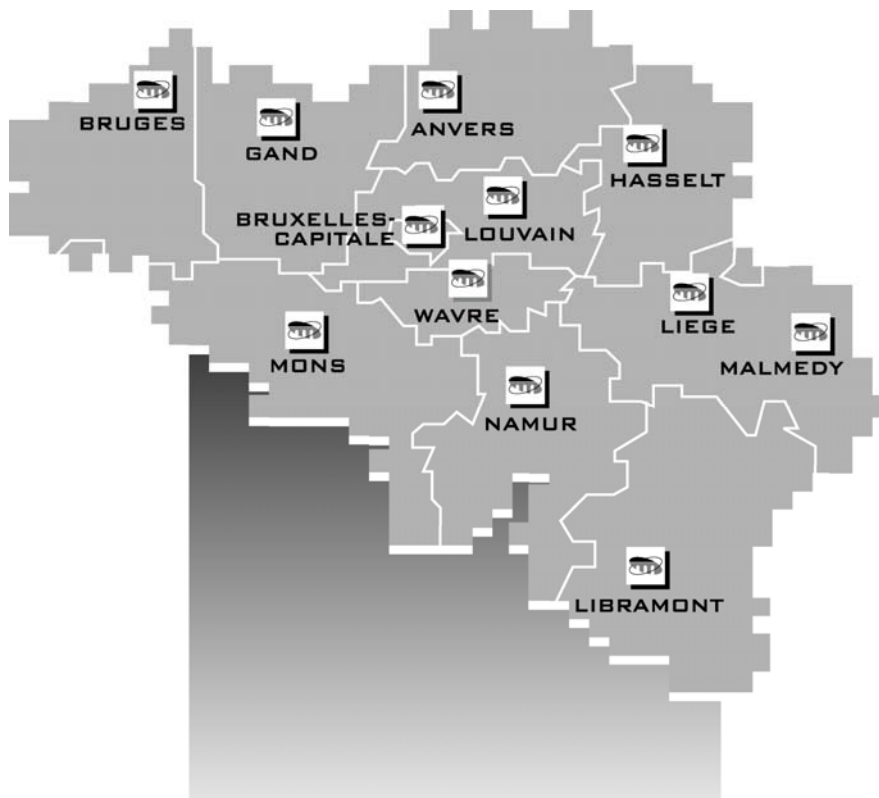 BRUGES
GAND
ANVERS
HASSELT
BRUXELLES-
CAPITALE
LOUVAIN
WAVRE
LIEGE
MONS
MALMEDY
NAMUR
LIBRAMONT